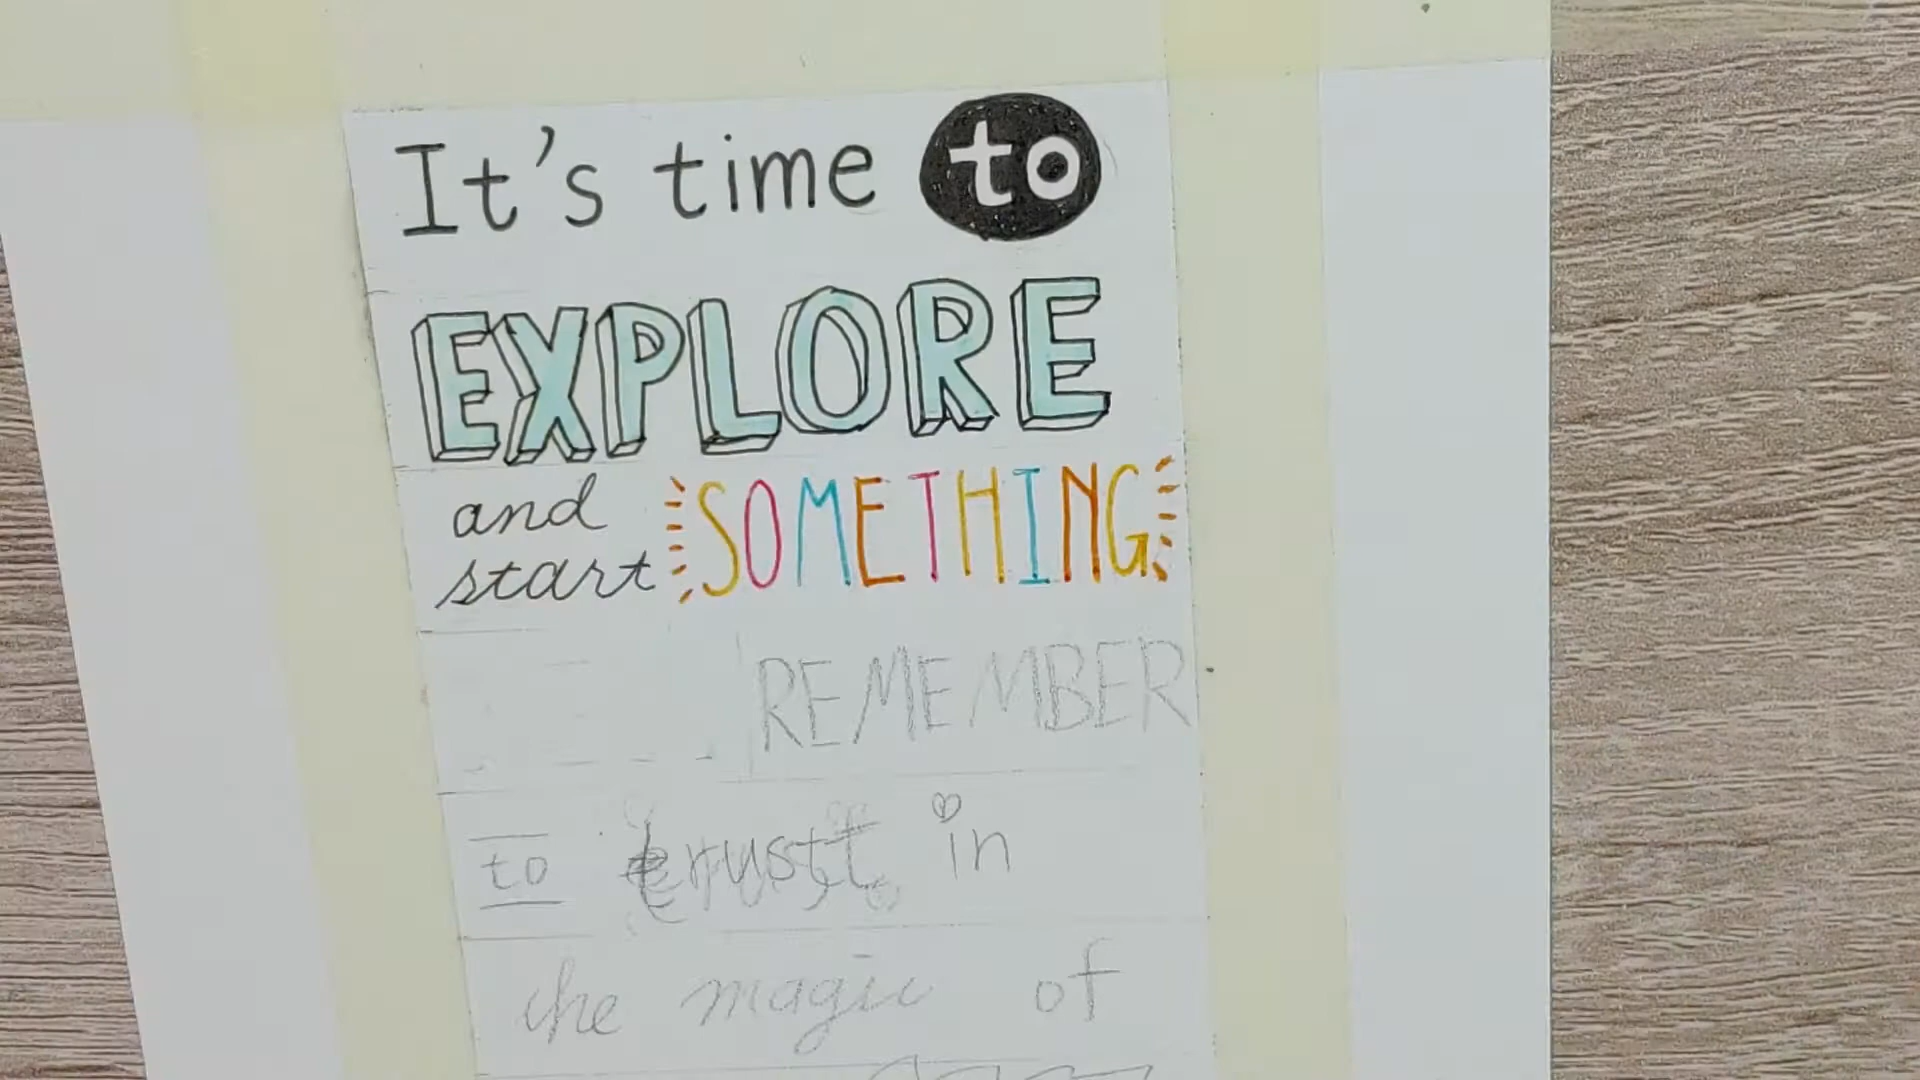 It's time to
EXPLORE
and
start SOMETHING
REMEMBER
to trust in
the magic of